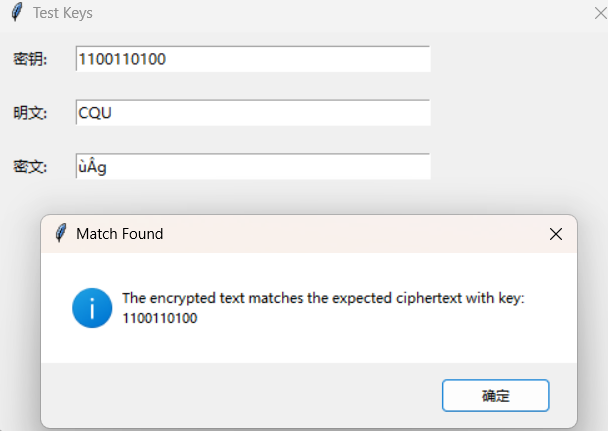 Test Keys
密钥: 1100110100
明文: CQU
密文: ùÂg
Match Found
The encrypted text matches the expected ciphertext with key:
1100110100
确定